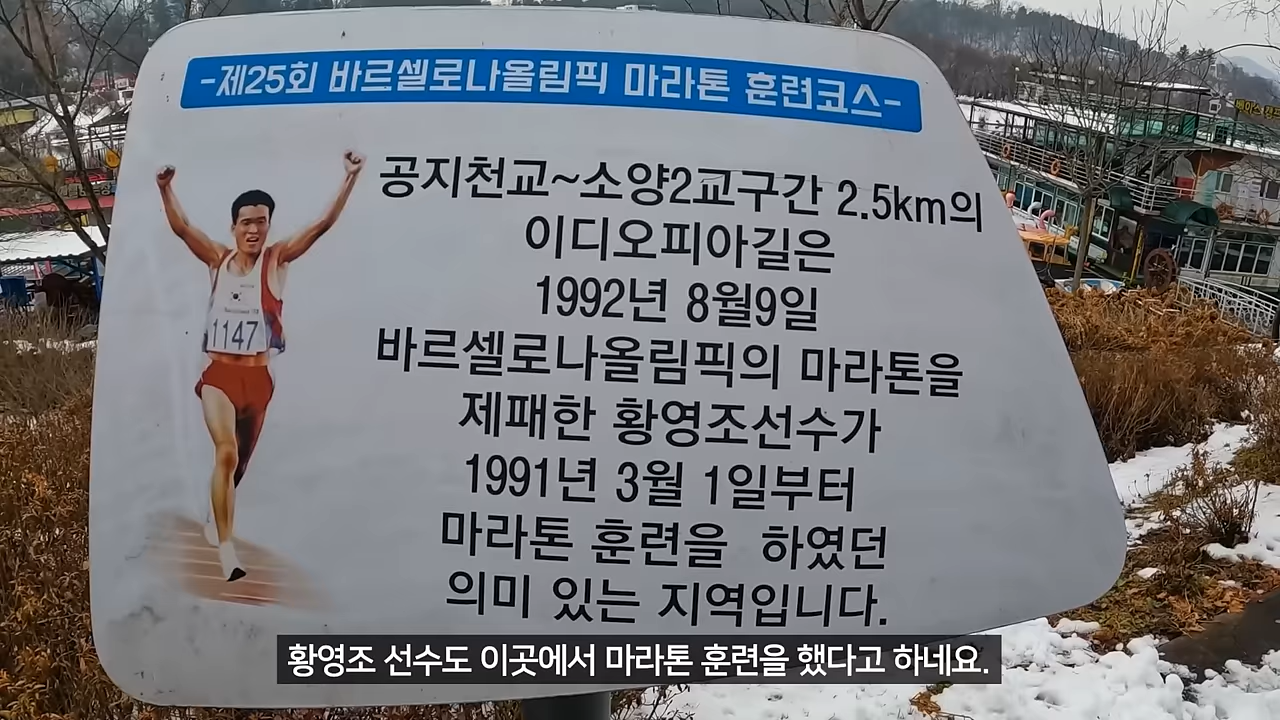 -제25회 바르셀로나올림픽 마라톤 훈련코스-
공지천교~소양2교구간 2.5km의
이디오피아길은
1992년 8월9일
바르셀로나올림픽의 마라톤을
제패한 황영조선수가
1991년 3월 1일부터
마라톤 훈련을 하였던
의미 있는 지역입니다.
1147
황영조 선수도 이곳에서 마라톤 훈련을 했다고 하네요.